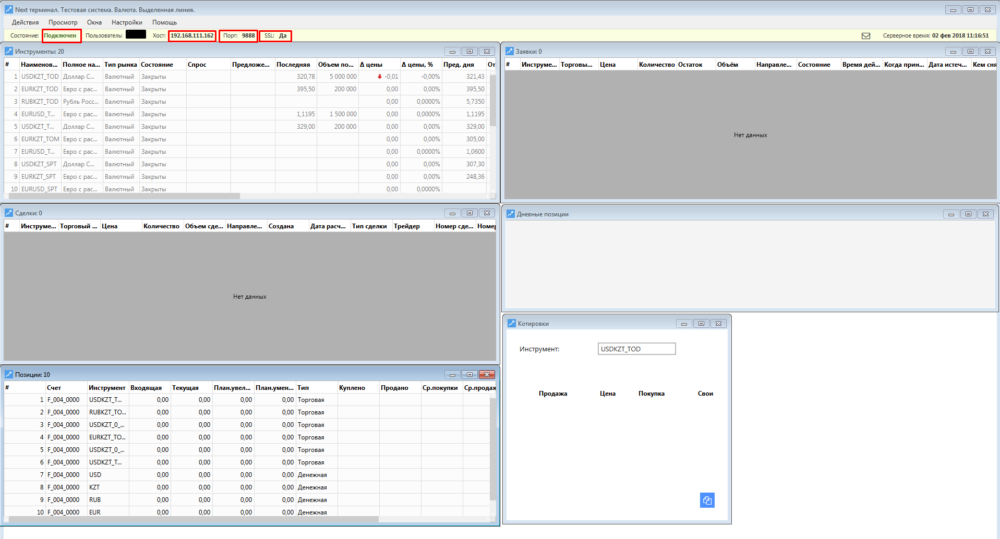 Next терминал. Тестовая система. Валюта. Выделенная линия.
Действия Просмотр Окна Настройки Помощь
Состояние: Подключен Пользователь: Хост: 192.168.111.162 Порт: 9888 SSL: Да Серверное время: 02 фев 2018 11:16:51
Инструменты: 20
# Наименов... Полное на... Тип рынка Состояние Спрос Предложе... Последняя Объем по... Δ цены Δ цены, % Пред. дня От
1 USDKZT_TOD Доллар С... Валютный Закрыты 320,78 5 000 000 -0,01 -0,00% 321,43
2 EURKZT_TOD Евро с рас... Валютный Закрыты 395,50 200 000 0,00 0,00% 395,50
3 RUBKZT_TOD Рубль Росс... Валютный Закрыты 0,00 0,0000% 5,7350
4 EURUSD_T... Евро с рас... Валютный Закрыты 1,1195 1 500 000 0,00 0,0000% 1,1195
5 USDKZT_T... Доллар С... Валютный Закрыты 329,00 200 000 0,00 0,00% 329,00
6 EURKZT_TOM Евро с рас... Валютный Закрыты 0,00 0,00% 305,00
7 EURUSD_T... Евро с рас... Валютный Закрыты 0,00 0,0000% 1,0600
8 USDKZT_SPT Доллар С... Валютный Закрыты 0,00 0,00% 307,30
9 EURKZT_SPT Евро с рас... Валютный Закрыты 0,00 0,00% 248,36
10 EURUSD_SPT Евро с рас... Валютный Закрыты 0,00 0,0000%
Заявки: 0
# Инструме... Торговы... Цена Количество Остаток Объём Направле... Состояние Время дей... Когда прин... Дата истеч... Кем сня
Нет данных
Сделки: 0
# Инструме... Торговый ... Цена Количество Объем сде... Направле... Создана Дата расч... Тип сделки Трейдер Номер сде... Номер
Нет данных
Дневные позиции
Позиции: 10
# Счет Инструмент Входящая Текущая План.увел... План.умен... Тип Куплено Продано Ср.покупки Ср.продаж
1 F_004_0000 USDKZT_T... 0,00 0,00 0,00 0,00 Торговая
2 F_004_0000 RUBKZT_TO... 0,00 0,00 0,00 0,00 Торговая
3 F_004_0000 USDKZT_0_... 0,00 0,00 0,00 0,00 Торговая
4 F_004_0000 EURKZT_TO... 0,00 0,00 0,00 0,00 Торговая
5 F_004_0000 USDKZT_0_... 0,00 0,00 0,00 0,00 Торговая
6 F_004_0000 USDKZT_T... 0,00 0,00 0,00 0,00 Торговая
7 F_004_0000 USD 0,00 0,00 0,00 0,00 Денежная
8 F_004_0000 KZT 0,00 0,00 0,00 0,00 Денежная
9 F_004_0000 RUB 0,00 0,00 0,00 0,00 Денежная
10 F_004_0000 EUR 0,00 0,00 0,00 0,00 Денежная
Котировки
Инструмент: USDKZT_TOD
Продажа Цена Покупка Свои